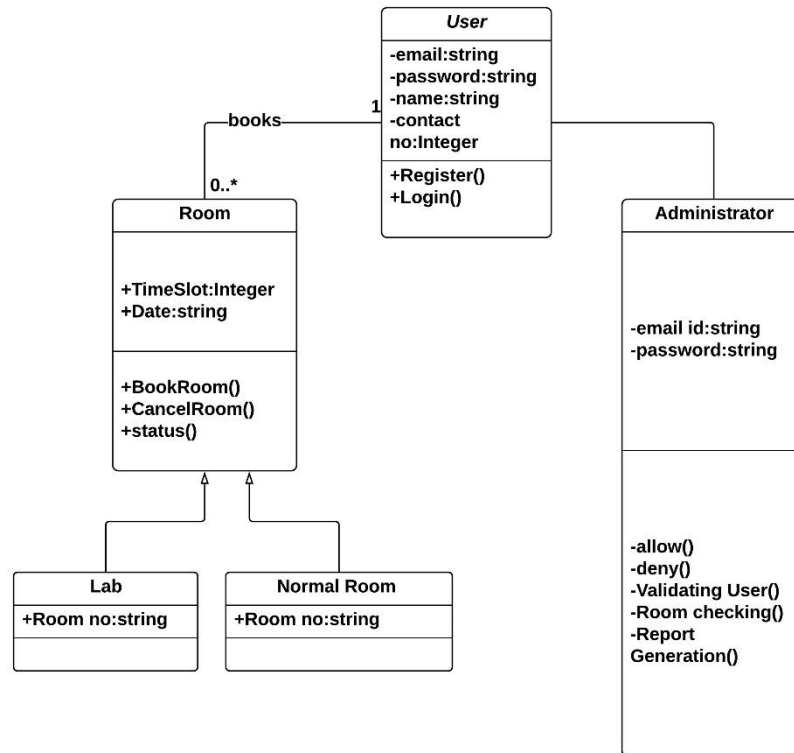 User
-email:string
-password:string
-name:string
-contact
no:Integer
+Register()
+Login()
1
books
0..*
Room
+TimeSlot:Integer
+Date:string
+BookRoom()
+CancelRoom()
+status()
Administrator
-email id:string
-password:string
-allow()
-deny()
-Validating User()
-Room checking()
-Report
Generation()
Lab
+Room no:string
Normal Room
+Room no:string